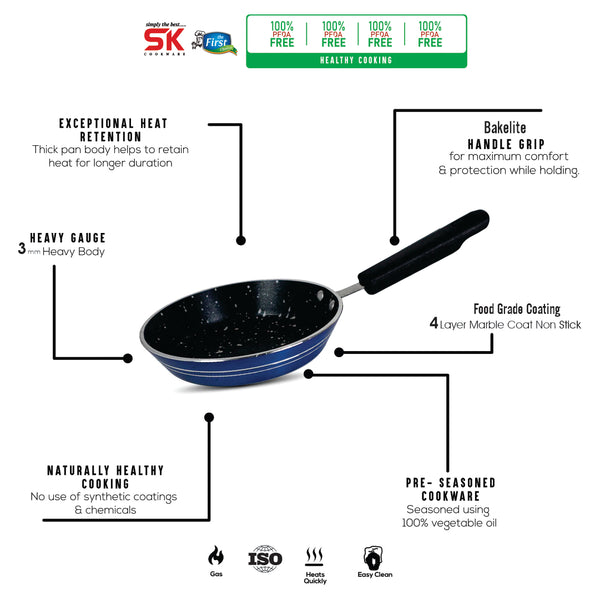 simply the best.....
SK
COOKWARE
the
First
100% 100% 100% 100%
PFOA PFOA PFOA PFOA
FREE FREE FREE FREE
HEALTHY COOKING
EXCEPTIONAL HEAT
RETENTION
Thick pan body helps to retain
heat for longer duration
Bakelite
HANDLE GRIP
for maximum comfort
& protection while holding.
HEAVY GAUGE
3 mm Heavy Body
Food Grade Coating
4 Layer Marble Coat Non Stick
NATURALLY HEALTHY
COOKING
No use of synthetic coatings
& chemicals
PRE- SEASONED
COOKWARE
Seasoned using
100% vegetable oil
Gas
ISO
Heats
Quickly
Easy Clean